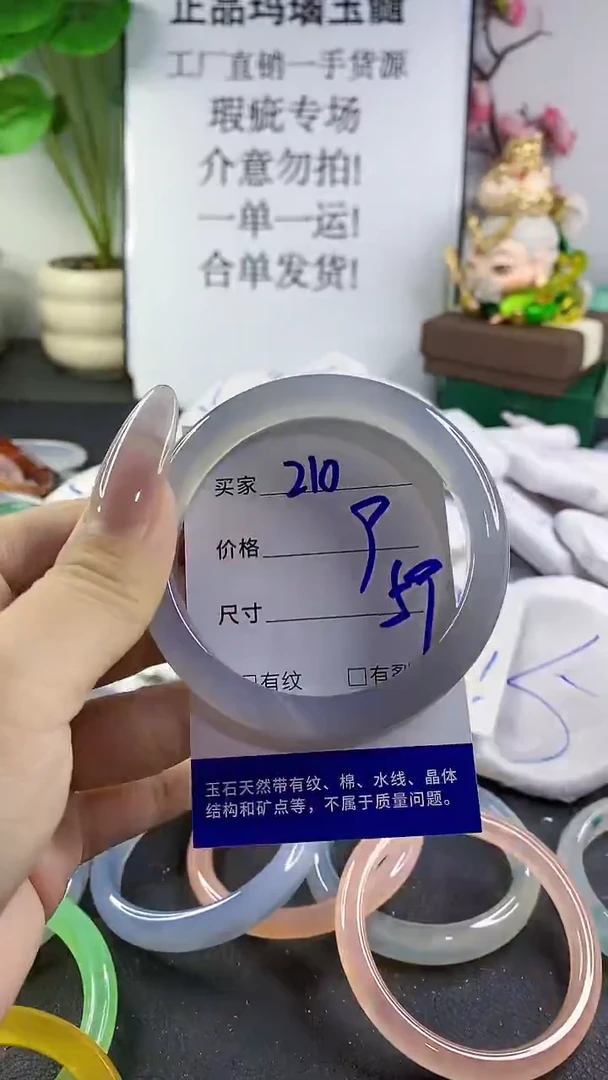 正品玛瑙玉髓
工厂直销一手货源
瑕疵专场
介意勿拍!
一单一运!
合单发货!
买家 210
价格
尺寸 59
□有纹 □有裂
玉石天然带有纹、棉、水线、晶体
结构和矿点等，不属于质量问题。